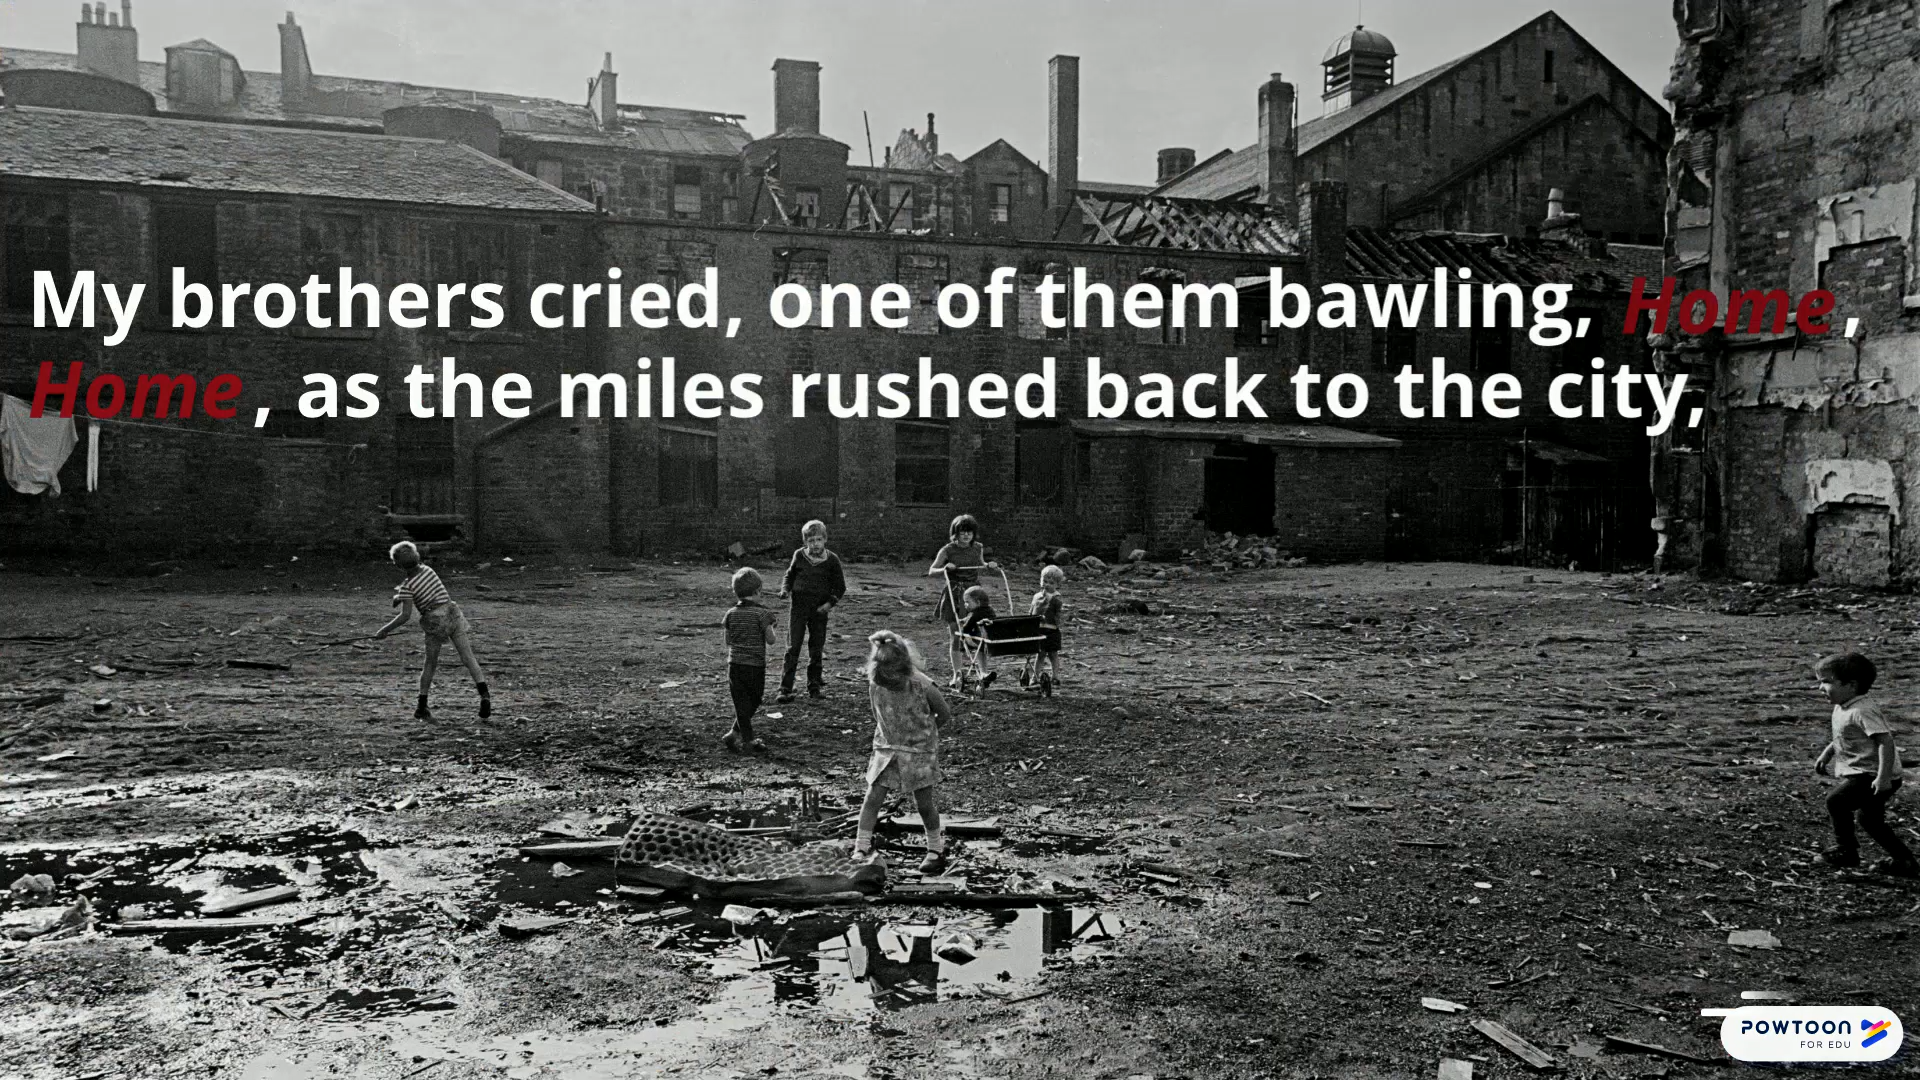 My brothers cried, one of them bawling, Home,
Home, as the miles rushed back to the city,
POWTOON
FOR EDU